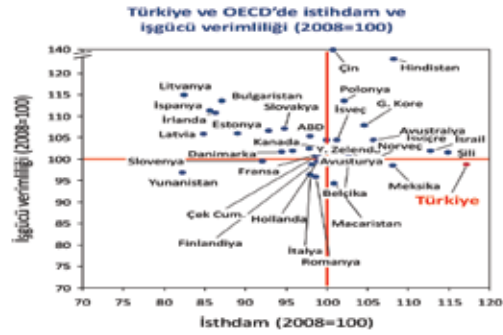 Türkiye ve OECD'de istihdam ve
işgücü verimliliği (2008=100)
İşgücü verimliliği (2008=100)
140
120
115
110
105
100
95
90
85
80
75
70
Çin
Hindistan
Litvanya
Bulgaristan
Polonya
İspanya
Slovakya
İsveç
G. Kore
İrlanda
Estonya
ABD
Avustralya
Latvia
Kanada
Y. Zelend.
İsviçre
İsrail
Danimarka
Norveç
Şili
Slovenya
Fransa
Avusturya
Yunanistan
Belçika
Meksika
Türkiye
Çek Cum.
Hollanda
Macaristan
Finlandiya
İtalya
Romanya
70 75 80 85 90 95 100 105 110 115 120
İsthdam (2008=100)